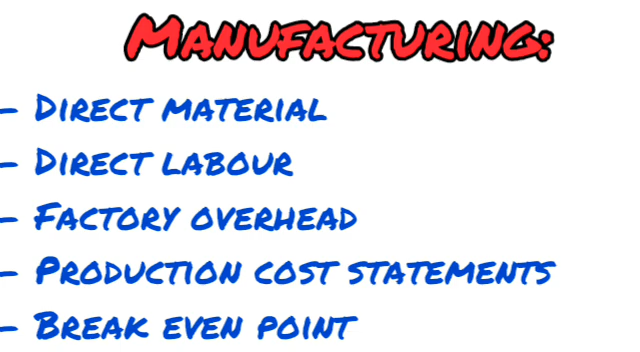 Manufacturing:
- Direct material
- Direct labour
- Factory overhead
- Production cost statements
- Break even point